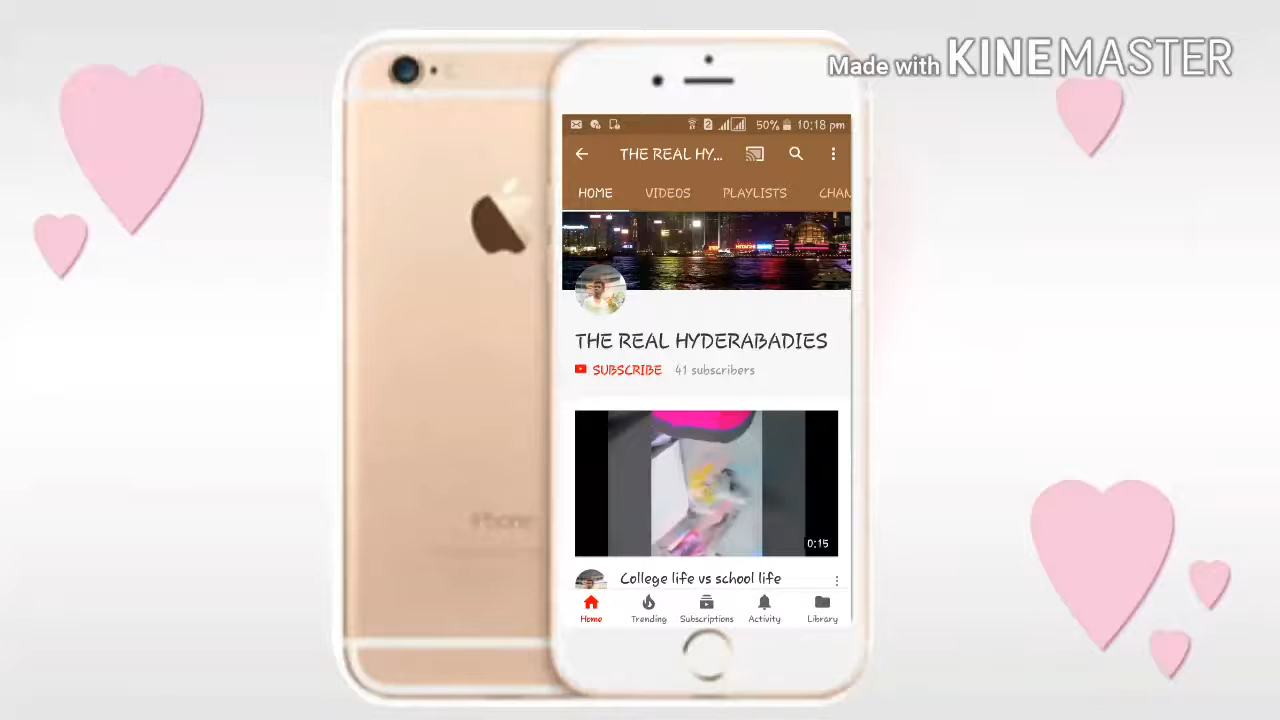 Made with KINEMASTER
50% 10:18 pm
THE REAL HY...
HOME VIDEOS PLAYLISTS CHAN
THE REAL HYDERABADIES
SUBSCRIBE 41 subscribers
0:15
College life vs school life
Home Trending Subscriptions Activity Library
iPhone